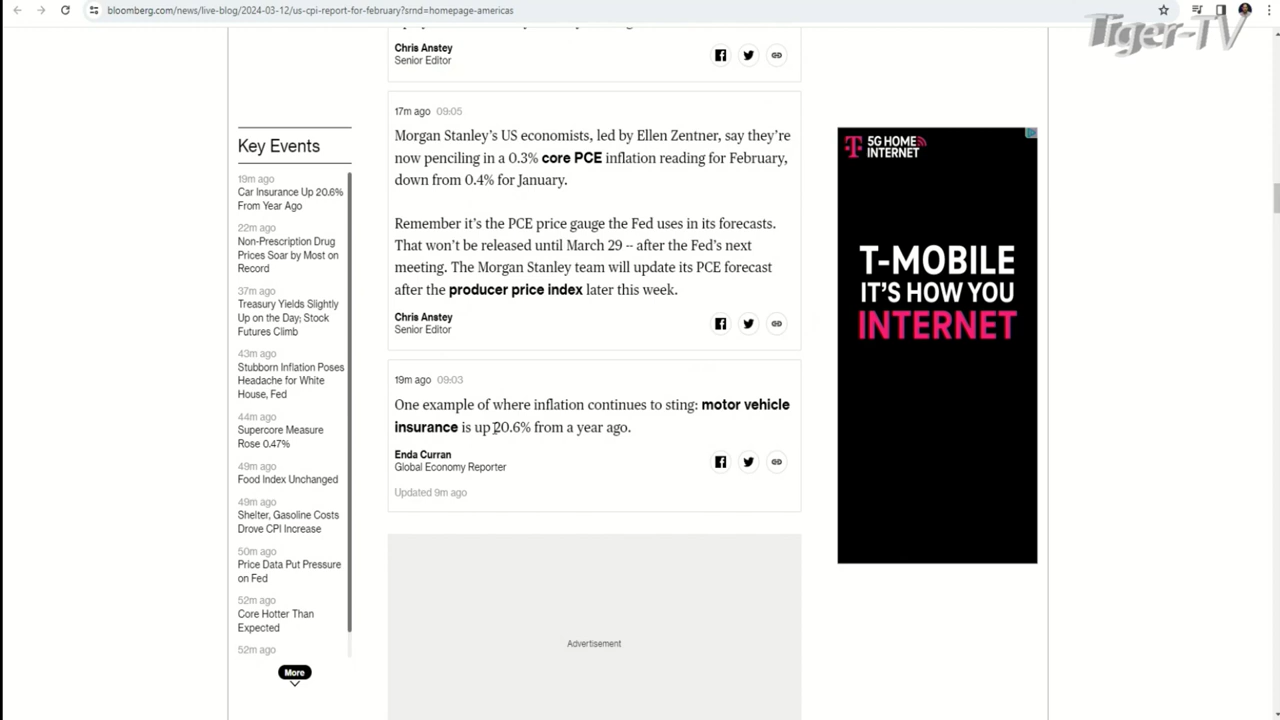 bloomberg.com/news/live-blog/2024-03-12/us-cpi-report-for-february?srnd=homepage-americas
Tiger-TV
Chris Anstey
Senior Editor
Key Events
19m ago
Car Insurance Up 20.6%
From Year Ago
22m ago
Non-Prescription Drug
Prices Soar by Most on
Record
37m ago
Treasury Yields Slightly
Up on the Day; Stock
Futures Climb
43m ago
Stubborn Inflation Poses
Headache for White
House, Fed
44m ago
Supercore Measure
Rose 0.47%
49m ago
Food Index Unchanged
49m ago
Shelter, Gasoline Costs
Drove CPI Increase
50m ago
Price Data Put Pressure
on Fed
52m ago
Core Hotter Than
Expected
52m ago
More
17m ago 09:05
Morgan Stanley's US economists, led by Ellen Zentner, say they're
now penciling in a 0.3% core PCE inflation reading for February,
down from 0.4% for January.
Remember it's the PCE price gauge the Fed uses in its forecasts.
That won't be released until March 29 -- after the Fed's next
meeting. The Morgan Stanley team will update its PCE forecast
after the producer price index later this week.
Chris Anstey
Senior Editor
19m ago 09:03
One example of where inflation continues to sting: motor vehicle
insurance is up 20.6% from a year ago.
Enda Curran
Global Economy Reporter
Updated 9m ago
Advertisement
T 5G HOME
INTERNET
T-MOBILE
IT'S HOW YOU
INTERNET